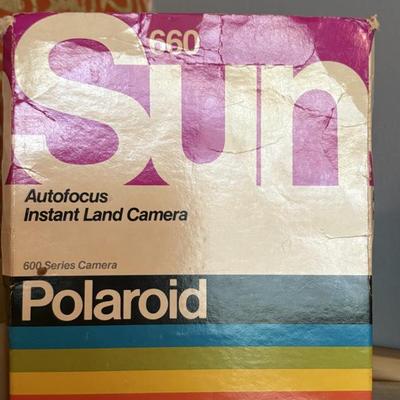 660
Sun
Autofocus
Instant Land Camera
600 Series Camera
Polaroid